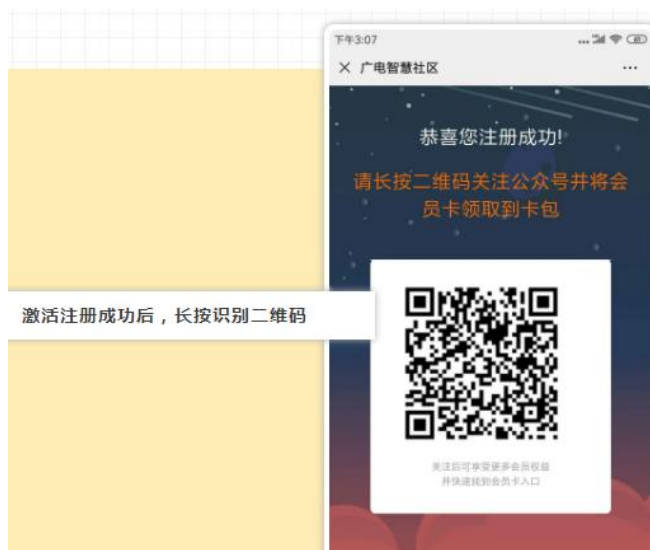 下午3:07
广电智慧社区
恭喜您注册成功!
请长按二维码关注公众号并将会
员卡领取到卡包
激活注册成功后，长按识别二维码
关注后可享受更多会员权益
并快速找到会员卡入口